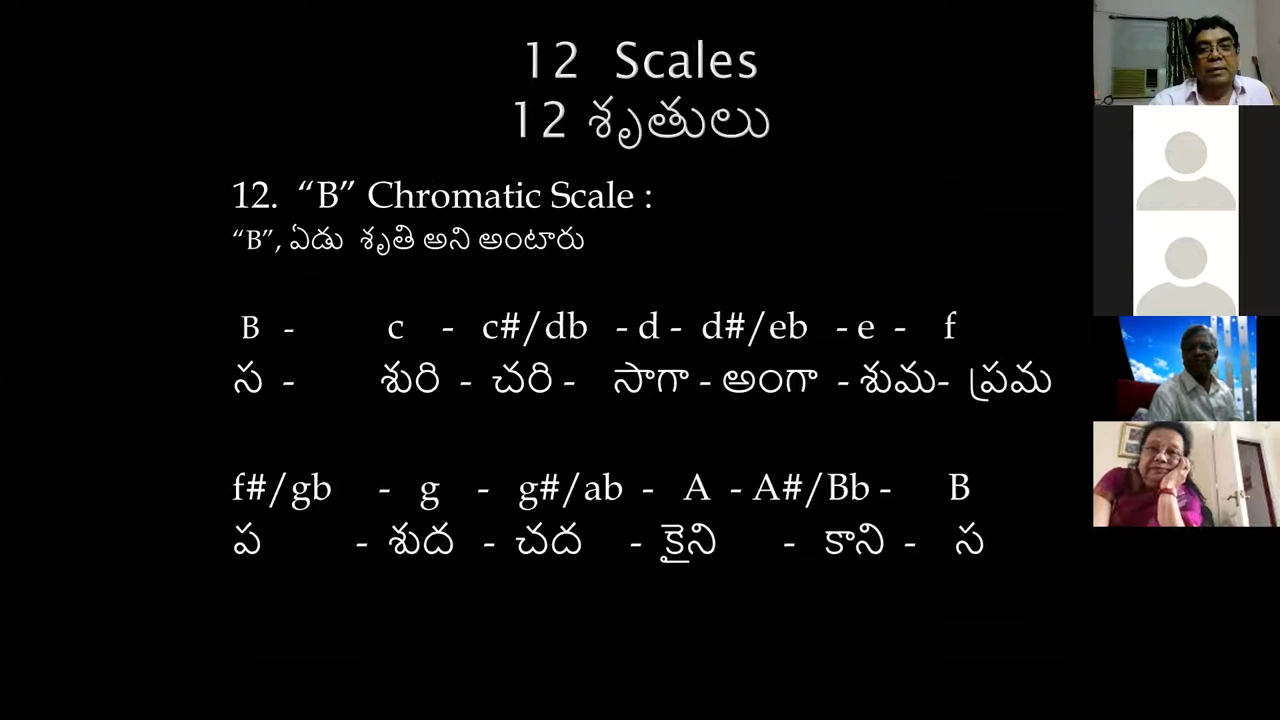 12 Scales
12 శృతులు
12. “B” Chromatic Scale :
“B”, ఏడు శృతి అని అంటారు
B - c - c#/db - d - d#/eb - e - f
స - శురి - చరి - సాగా - అంగా - శుమ- ప్రమ
f#/gb - g - g#/ab - A - A#/Bb - B
ప - శుద - చద - కైని - కాని - స